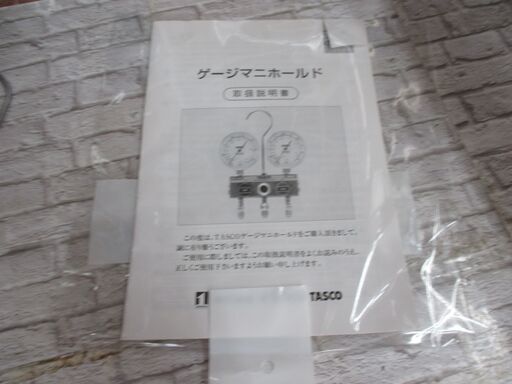 ゲージマニホールド
取扱説明書
この度は、TASCOゲージマニホールドをご購入頂きまして、
誠に有り難うございます。
ご使用に際しましては、この取扱説明書をよくお読みのうえ、
正しくご使用下さいますようお願い申し上げます。
TASCO